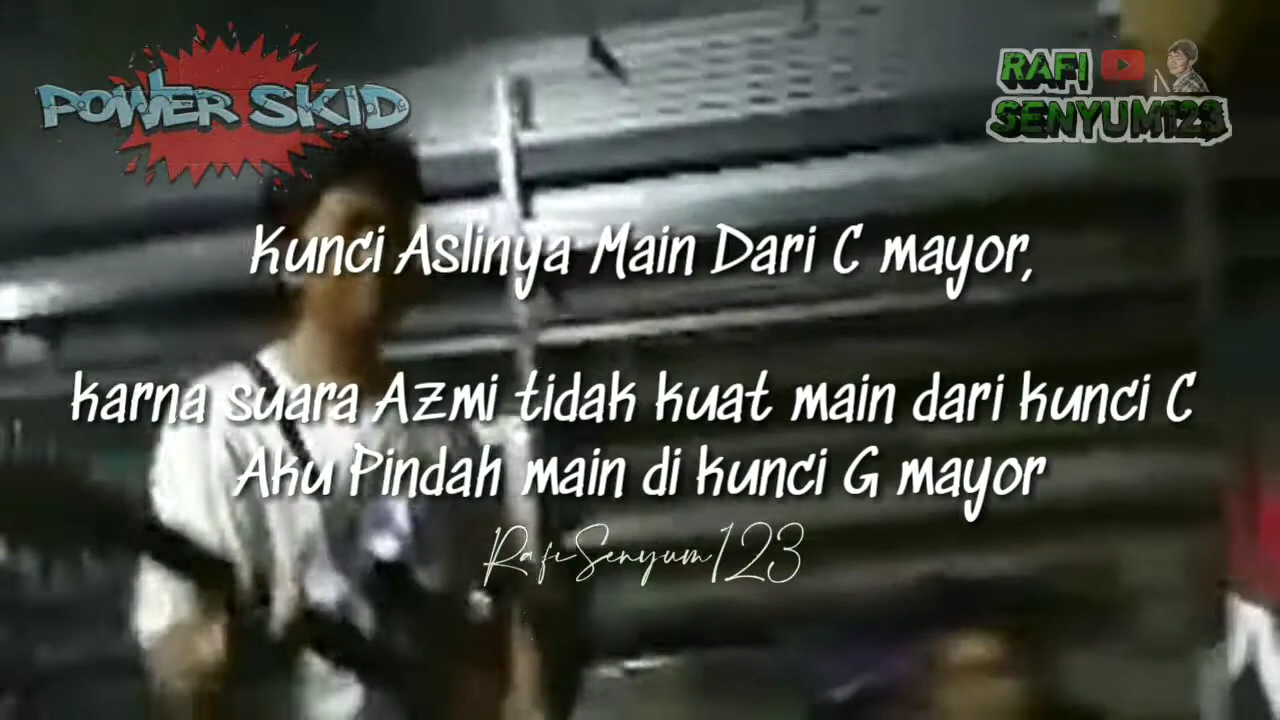 POWER SKID
RAFI
SENYUM123
Kunci Aslinya Main Dari C mayor,
karna suara Azmi tidak kuat main dari kunci C
Aku Pindah main di kunci G mayor
RafiSenyum123